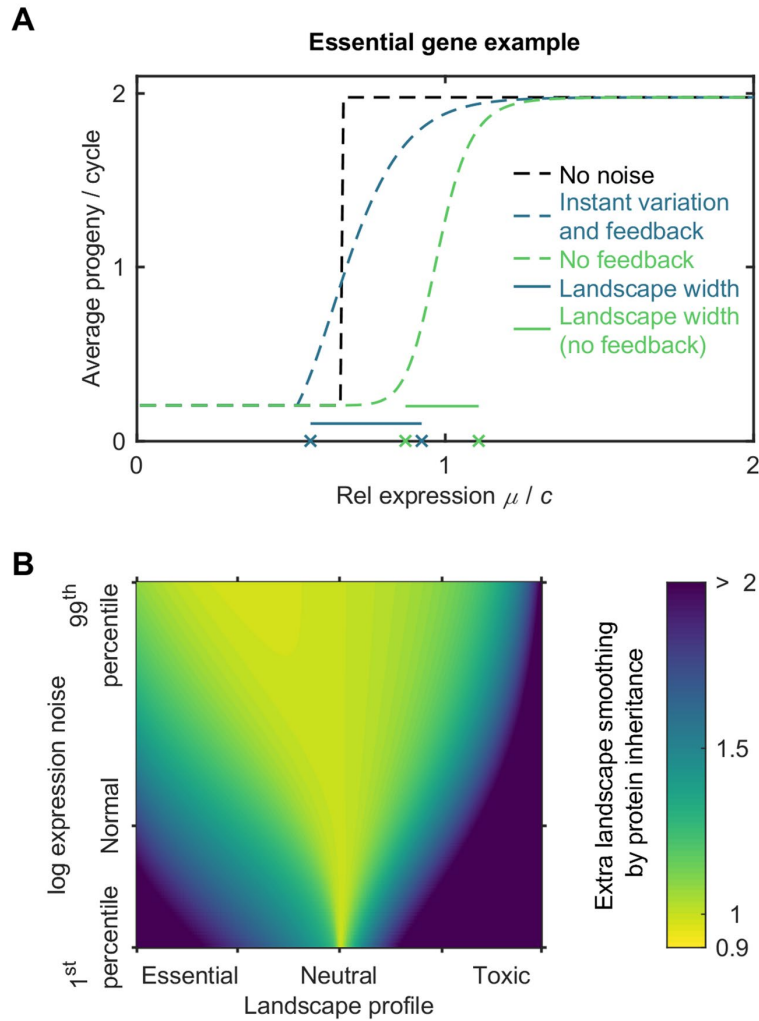 A
Essential gene example
2
1
0
Average progeny / cycle
No noise
Instant variation
and feedback
No feedback
Landscape width
Landscape width
(no feedback)
0
1
2
Rel expression μ / c
B
99th
percentile
Normal
1st
percentile
log expression noise
Essential
Neutral
Toxic
Landscape profile
Extra landscape smoothing
by protein inheritance
> 2
1.5
1
0.9